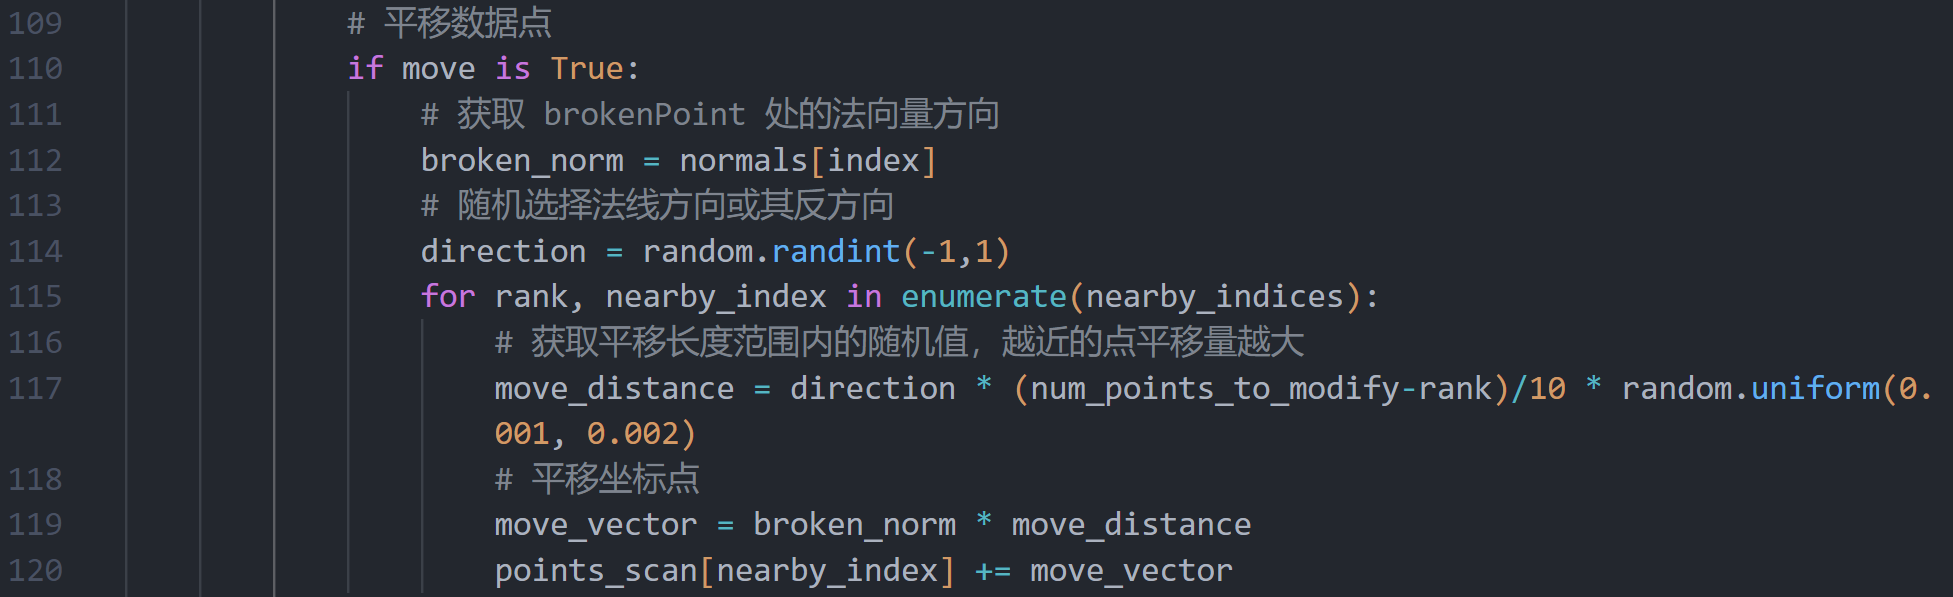 109 # 平移数据点
110 if move is True:
111 # 获取 brokenPoint 处的法向量方向
112 broken_norm = normals[index]
113 # 随机选择法线方向或其反方向
114 direction = random.randint(-1,1)
115 for rank, nearby_index in enumerate(nearby_indices):
116 # 获取平移长度范围内的随机值，越近的点平移量越大
117 move_distance = direction * (num_points_to_modify-rank)/10 * random.uniform(0.
001, 0.002)
118 # 平移坐标点
119 move_vector = broken_norm * move_distance
120 points_scan[nearby_index] += move_vector